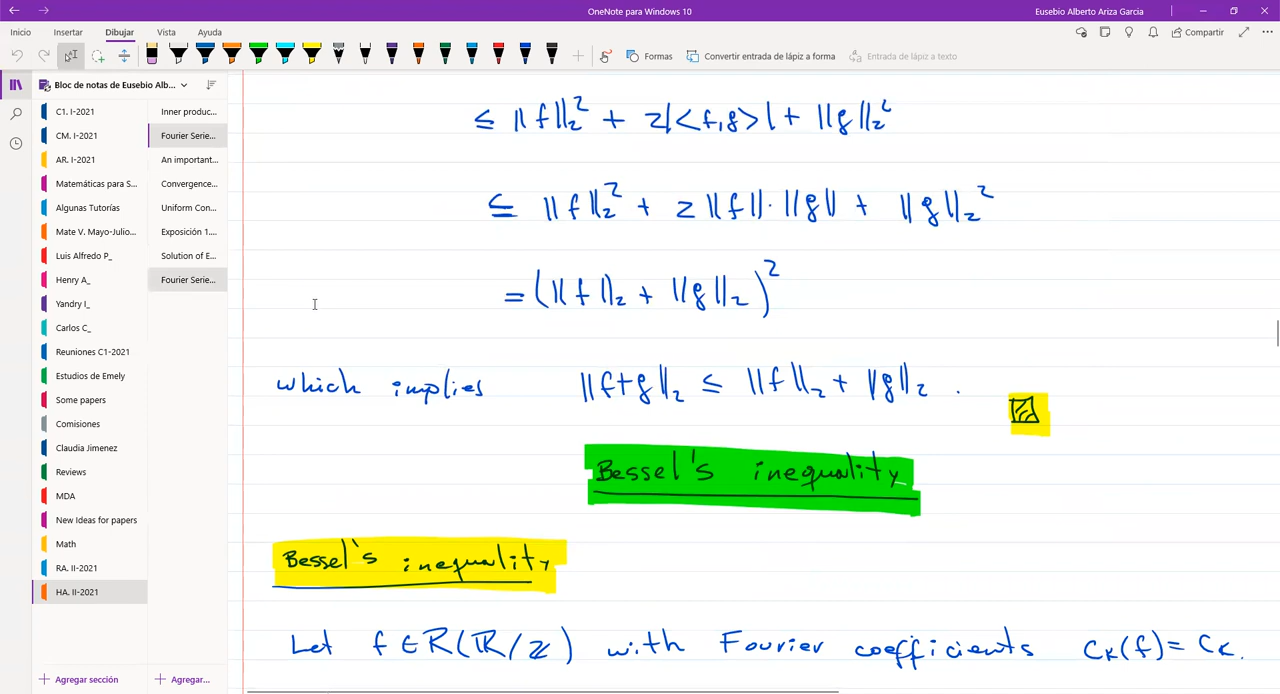 OneNote para Windows 10
Eusebio Alberto Ariza Garcia
Inicio Insertar Dibujar Vista Ayuda
Compartir
Formas
Convertir entrada de lápiz a forma
Entrada de lápiz a texto
Bloc de notas de Eusebio Alb...
C1. I-2021
CM. I-2021
AR. I-2021
Matemáticas para S...
Algunas Tutorías
Mate V. Mayo-Julio...
Luis Alfredo P_
Henry A_
Yandry I_
Carlos C_
Reuniones C1-2021
Estudios de Emely
Some papers
Comisiones
Claudia Jimenez
Reviews
MDA
New Ideas for papers
Math
RA. II-2021
HA. II-2021
Agregar sección
Inner produc...
Fourier Serie...
An important...
Convergence...
Uniform Con...
Exposición 1....
Solution of E...
Fourier Serie...
Agregar...
≤ ||f||₂² + 2|<f,g>| + ||g||₂²
≤ ||f||₂² + 2||f||·||g|| + ||g||₂²
= (||f||₂ + ||g||₂)²
which implies ||f+g||₂ ≤ ||f||₂ + ||g||₂ .
Bessel's inequality
Bessel's inequality
Let f∈R(ℝ/ℤ) with Fourier coefficients Cₖ(f)=Cₖ.